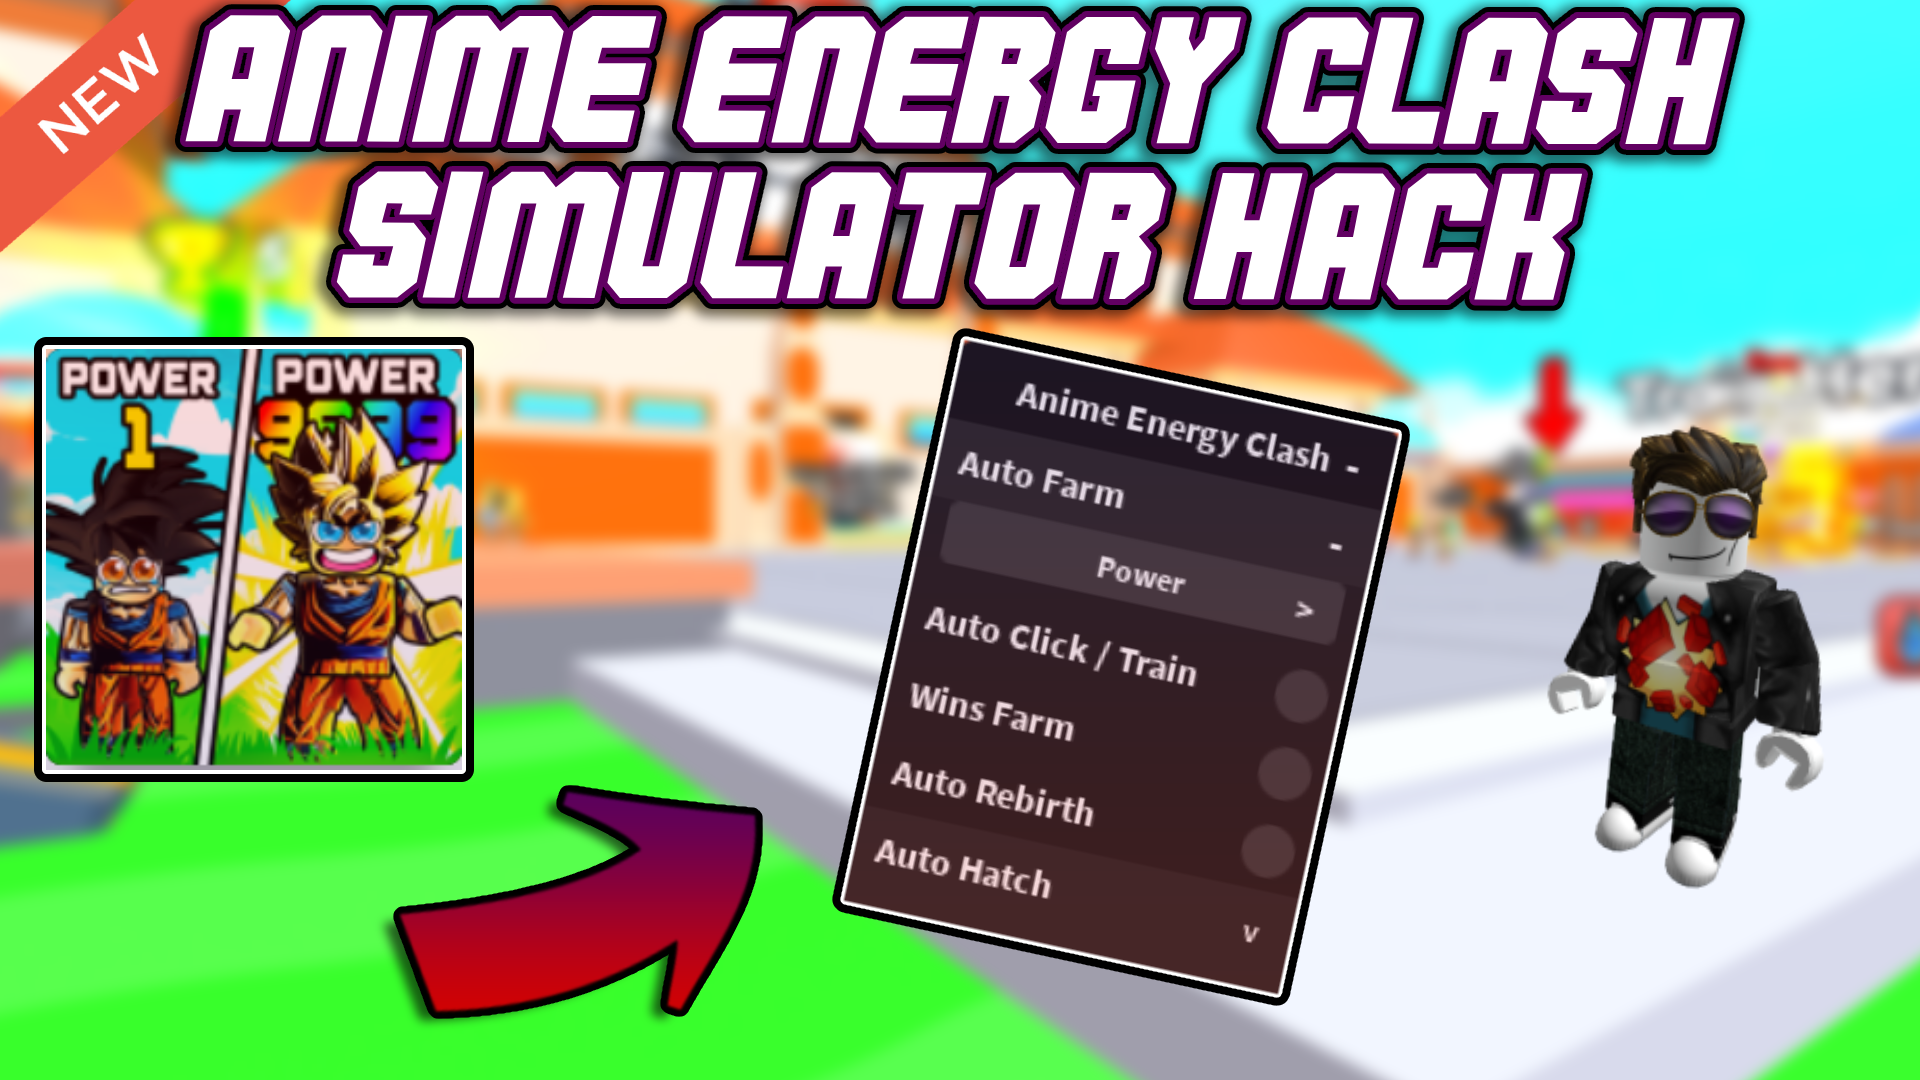 NEW
ANIME ENERGY CLASH
SIMULATOR HACK
POWER
1
POWER
Anime Energy Clash -
Auto Farm
-
Power
>
Auto Click / Train
Wins Farm
Auto Rebirth
Auto Hatch
v